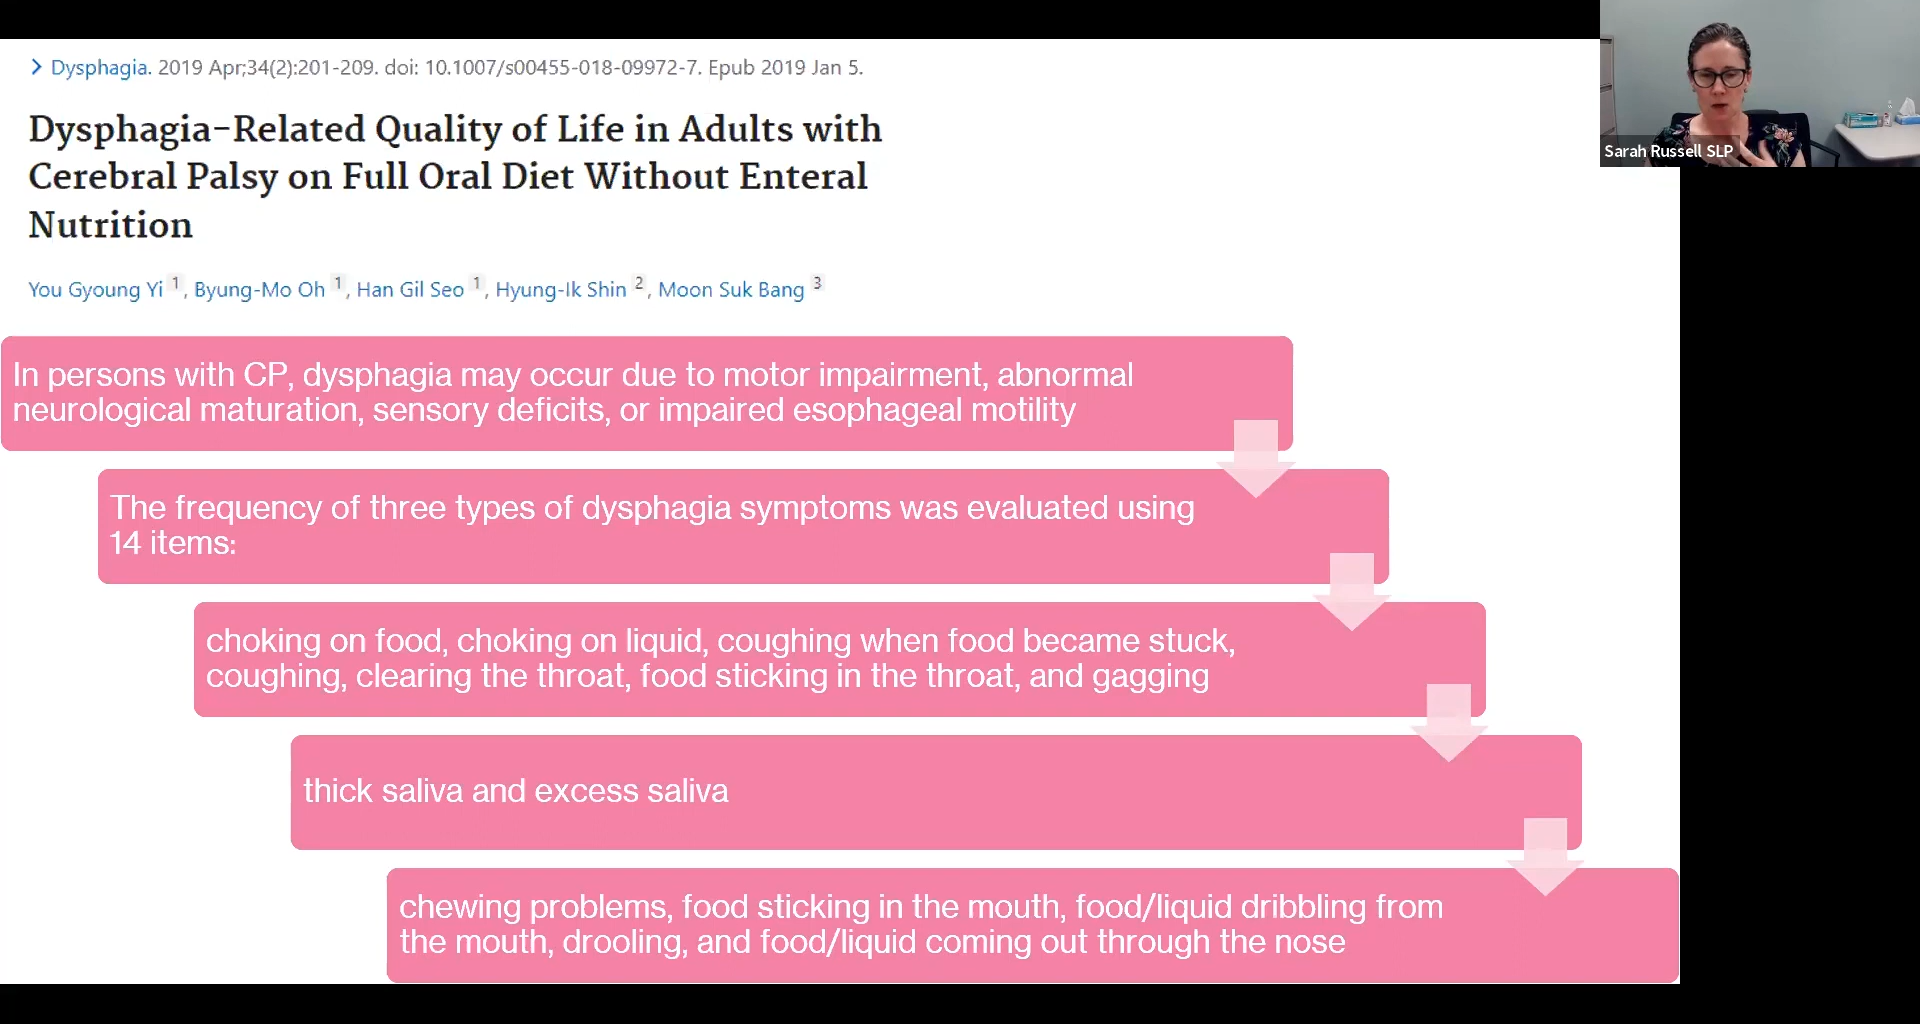 > Dysphagia. 2019 Apr;34(2):201-209. doi: 10.1007/s00455-018-09972-7. Epub 2019 Jan 5.
Dysphagia-Related Quality of Life in Adults with
Cerebral Palsy on Full Oral Diet Without Enteral
Nutrition
You Gyoung Yi 1, Byung-Mo Oh 1, Han Gil Seo 1, Hyung-Ik Shin 2, Moon Suk Bang 3
Sarah Russell SLP
In persons with CP, dysphagia may occur due to motor impairment, abnormal
neurological maturation, sensory deficits, or impaired esophageal motility
The frequency of three types of dysphagia symptoms was evaluated using
14 items:
choking on food, choking on liquid, coughing when food became stuck,
coughing, clearing the throat, food sticking in the throat, and gagging
thick saliva and excess saliva
chewing problems, food sticking in the mouth, food/liquid dribbling from
the mouth, drooling, and food/liquid coming out through the nose